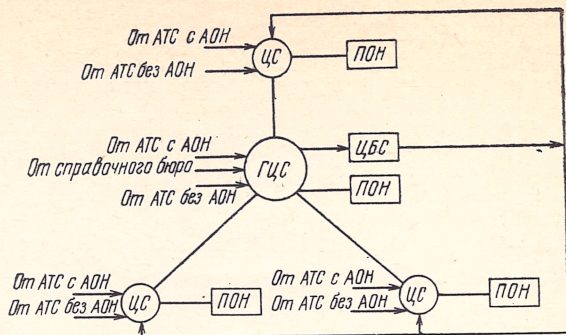 От АТС с АОН
ЦС
ПОН
От АТС без АОН
От АТС с АОН
От справочного бюро
ГЦС
ЦБС
ПОН
От АТС без АОН
От АТС с АОН
От АТС без АОН
ЦС
ПОН
От АТС с АОН
От АТС без АОН
ЦС
ПОН